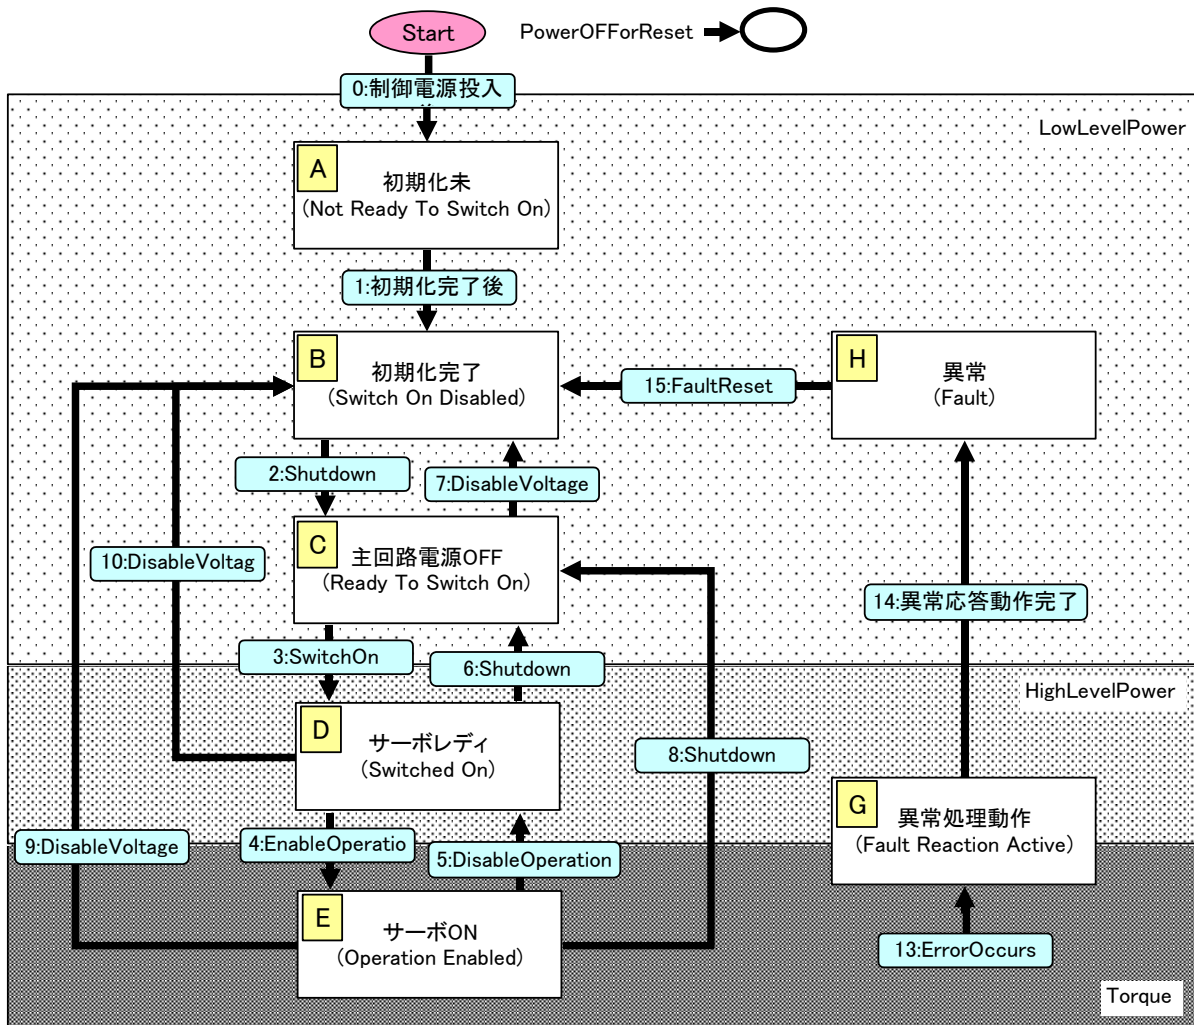 Start
PowerOFForReset
0:制御電源投入
LowLevelPower
A
初期化未
(Not Ready To Switch On)
1:初期化完了後
B
初期化完了
(Switch On Disabled)
15:FaultReset
H
異常
(Fault)
2:Shutdown
7:DisableVoltage
C
主回路電源OFF
(Ready To Switch On)
10:DisableVoltag
14:異常応答動作完了
3:SwitchOn
6:Shutdown
HighLevelPower
D
サーボレディ
(Switched On)
8:Shutdown
G
異常処理動作
(Fault Reaction Active)
9:DisableVoltage
4:EnableOperatio
5:DisableOperation
E
サーボON
(Operation Enabled)
13:ErrorOccurs
Torque